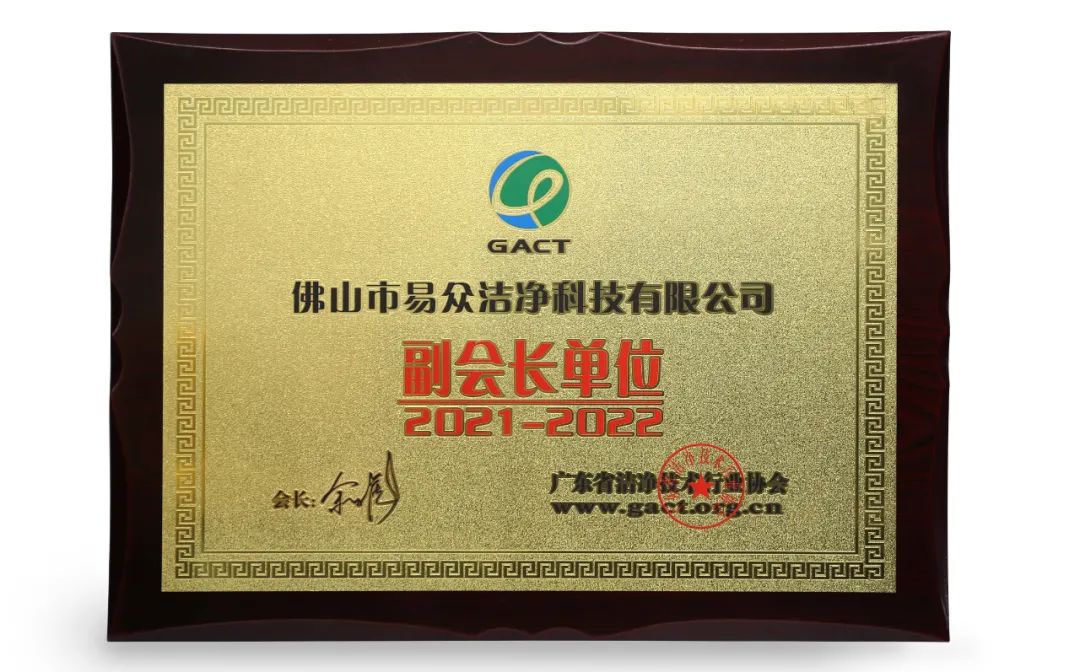 GACT
佛山市易众洁净科技有限公司
副会长单位
2021-2022
会长:
广东省洁净技术行业协会
www.gact.org.cn